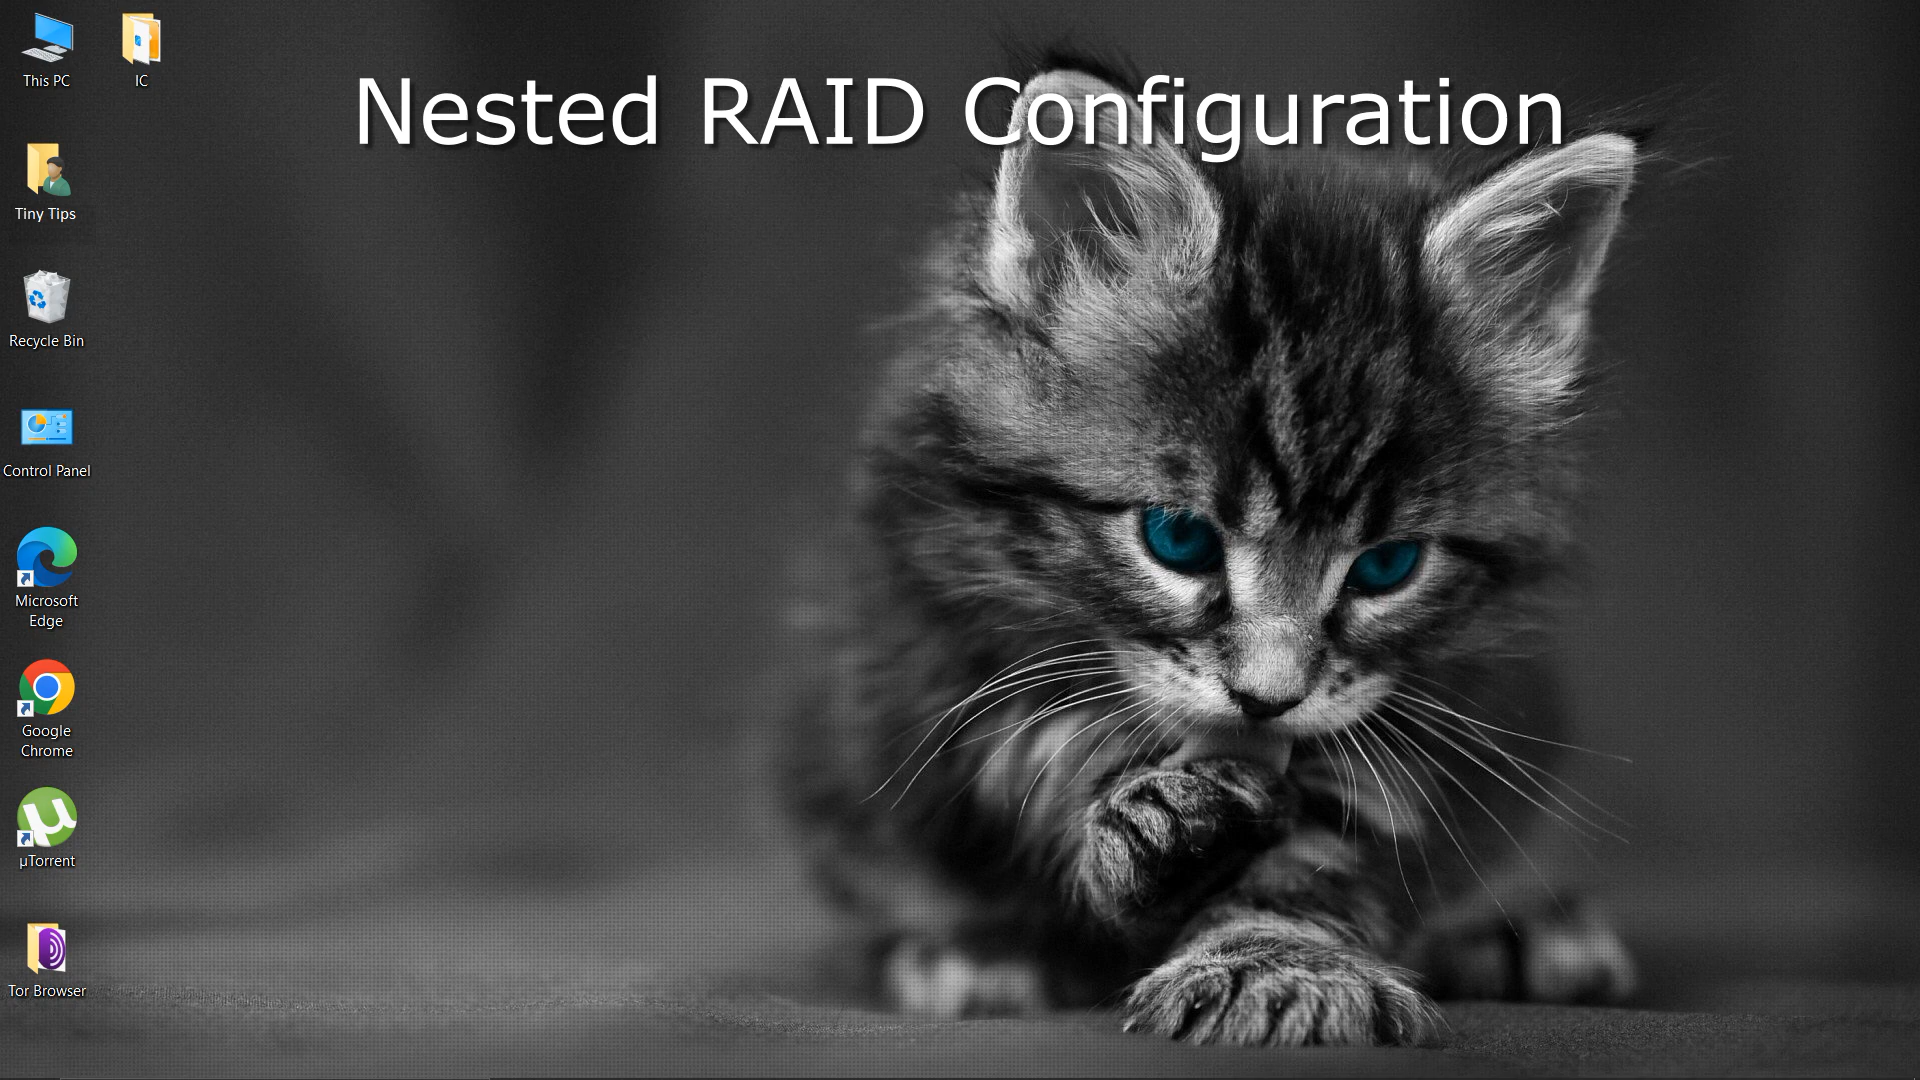 Nested RAID Configuration
This PC
IC
Tiny Tips
Recycle Bin
Control Panel
Microsoft
Edge
Google
Chrome
µTorrent
Tor Browser